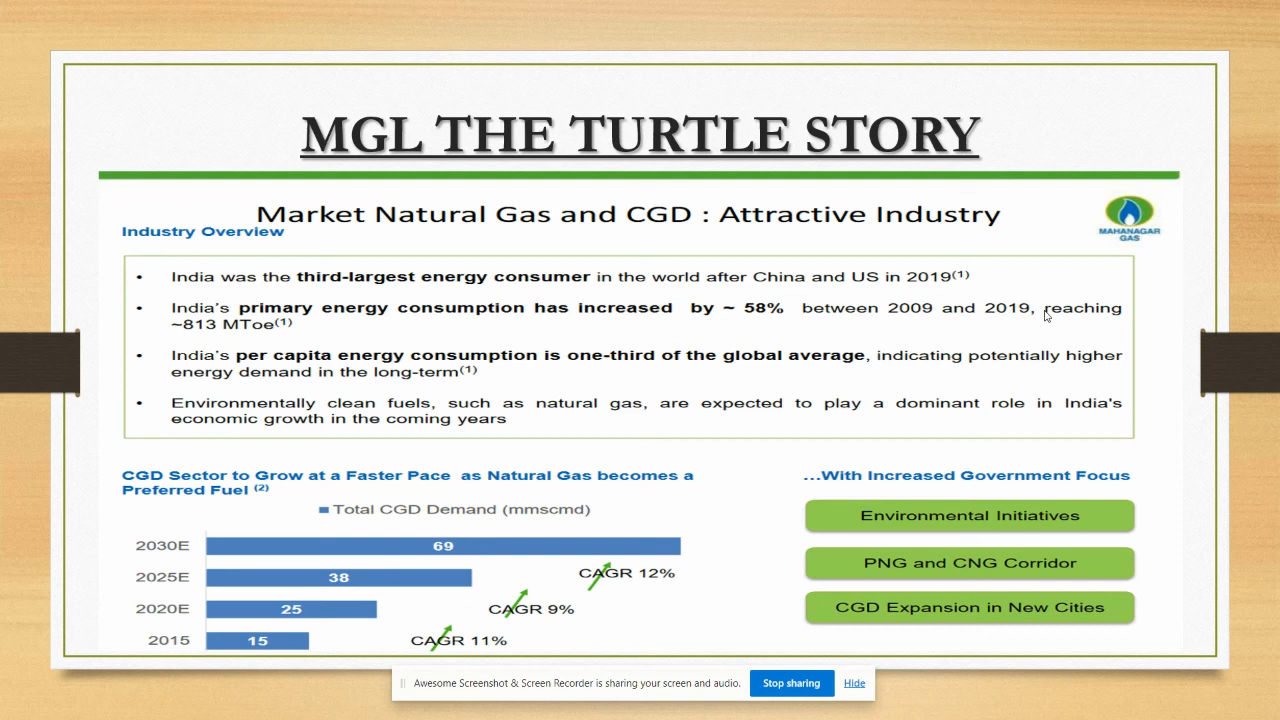 MGL THE TURTLE STORY
Market Natural Gas and CGD : Attractive Industry
Industry Overview
MAHANAGAR
GAS
• India was the third-largest energy consumer in the world after China and US in 2019(1)
• India's primary energy consumption has increased by ~ 58% between 2009 and 2019, reaching
~813 MToe(1)
• India's per capita energy consumption is one-third of the global average, indicating potentially higher
energy demand in the long-term(1)
• Environmentally clean fuels, such as natural gas, are expected to play a dominant role in India's
economic growth in the coming years
CGD Sector to Grow at a Faster Pace as Natural Gas becomes a
Preferred Fuel (2)
Total CGD Demand (mmscmd)
2030E 69
CAGR 12%
2025E 38
2020E 25 CAGR 9%
2015 15 CAGR 11%
...With Increased Government Focus
Environmental Initiatives
PNG and CNG Corridor
CGD Expansion in New Cities
Awesome Screenshot & Screen Recorder is sharing your screen and audio. Stop sharing Hide